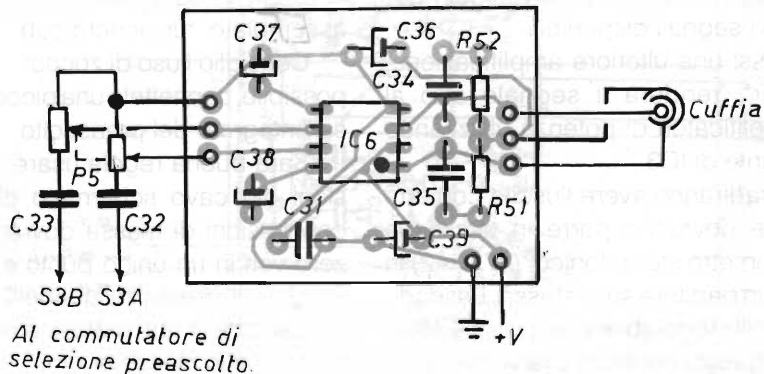 C37
C36
R52
C34
IC6
Cuffia
P5
C38
C33
C32
C31
C35
C39
R51
S3B S3A
+V
Al commutatore di
selezione preascolto.